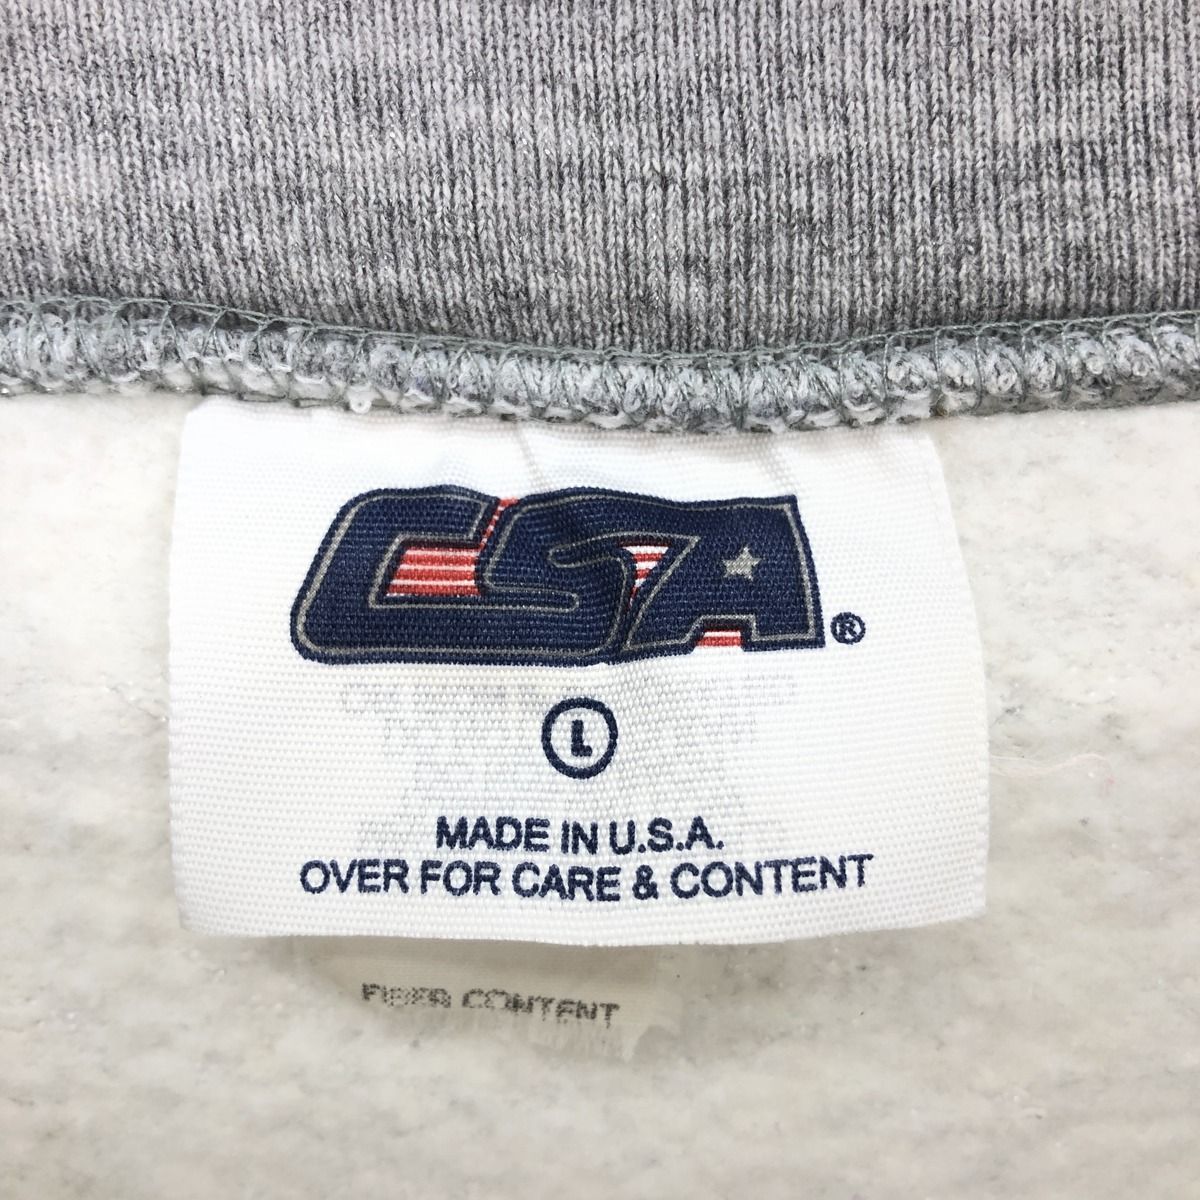 CSA®
L
MADE IN U.S.A.
OVER FOR CARE & CONTENT
FIBER CONTENT